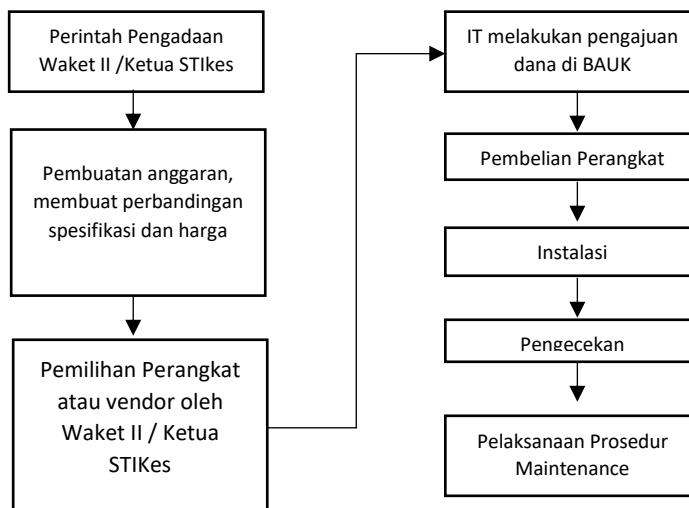 Perintah Pengadaan
Waket II /Ketua STIkes
Pembuatan anggaran,
membuat perbandingan
spesifikasi dan harga
Pemilihan Perangkat
atau vendor oleh
Waket II / Ketua
STIKes
IT melakukan pengajuan
dana di BAUK
Pembelian Perangkat
Instalasi
Pengecekan
Pelaksanaan Prosedur
Maintenance